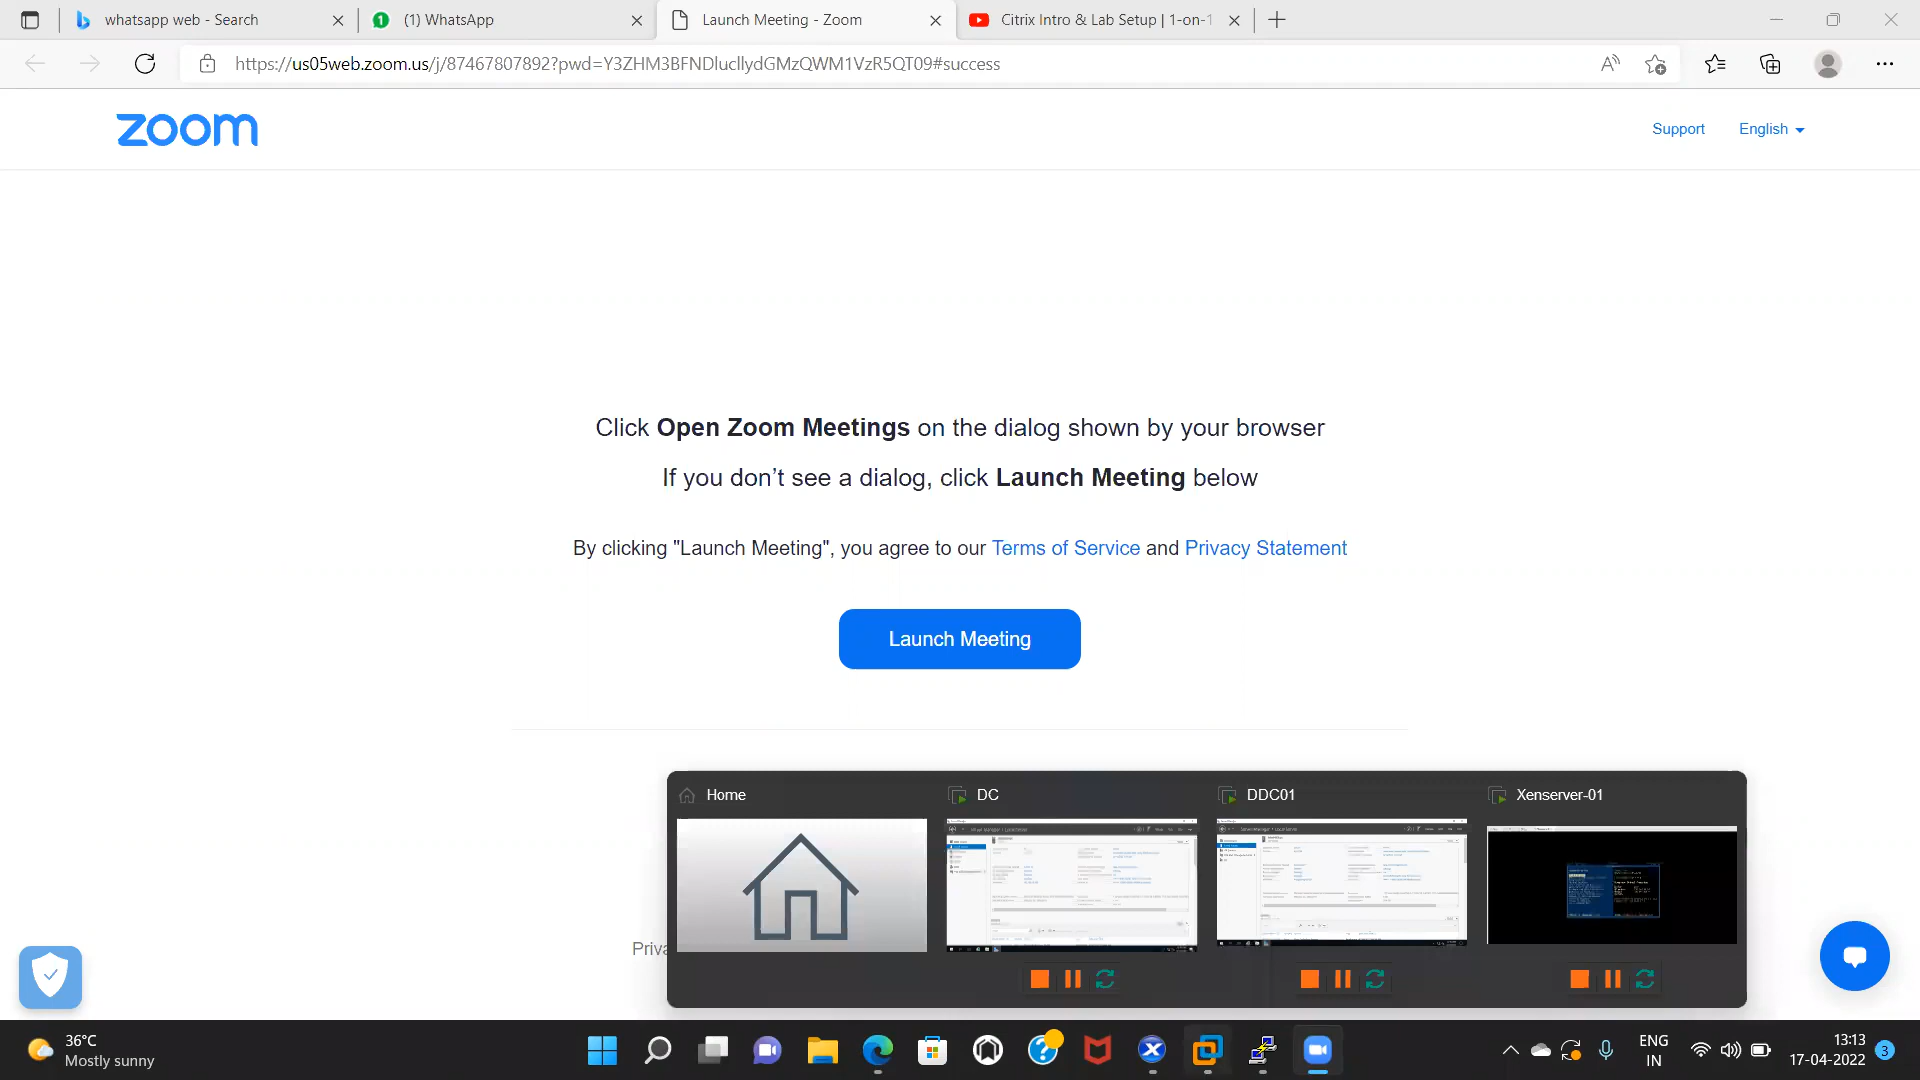 whatsapp web - Search
(1) WhatsApp
Launch Meeting - Zoom
Citrix Intro & Lab Setup | 1-on-1
https://us05web.zoom.us/j/87467807892?pwd=Y3ZHM3BFNDlucllydGMzQWM1VzR5QT09#success
zoom
Support
English
Click Open Zoom Meetings on the dialog shown by your browser
If you don’t see a dialog, click Launch Meeting below
By clicking "Launch Meeting", you agree to our Terms of Service and Privacy Statement
Launch Meeting
Home
DC
DDC01
Xenserver-01
Priva
36°C
Mostly sunny
ENG
IN
13:13
17-04-2022
3